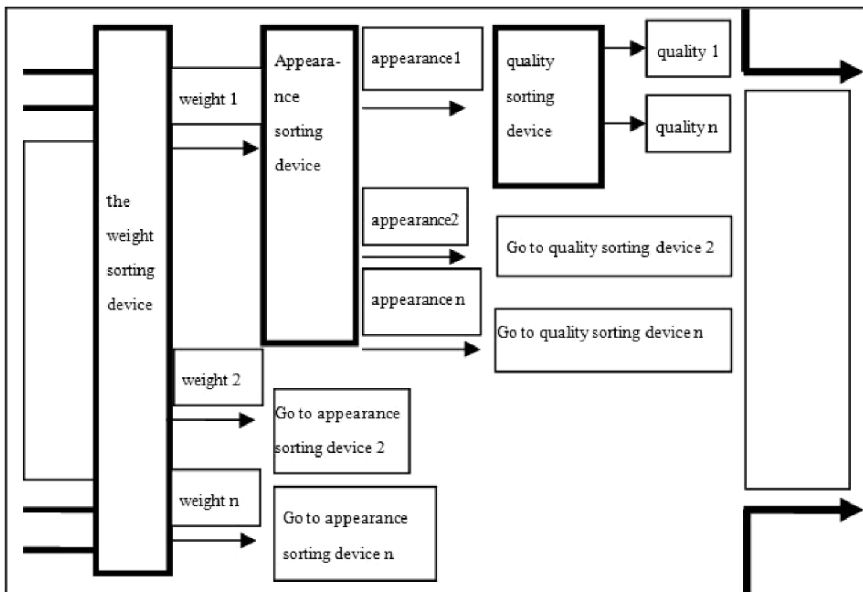 the
weight
sorting
device
weight 1
Appeara-
nce
sorting
device
appearance1
quality
sorting
device
quality 1
quality n
appearance2
Go to quality sorting device 2
appearance n
Go to quality sorting device n
weight 2
Go to appearance
sorting device 2
weight n
Go to appearance
sorting device n